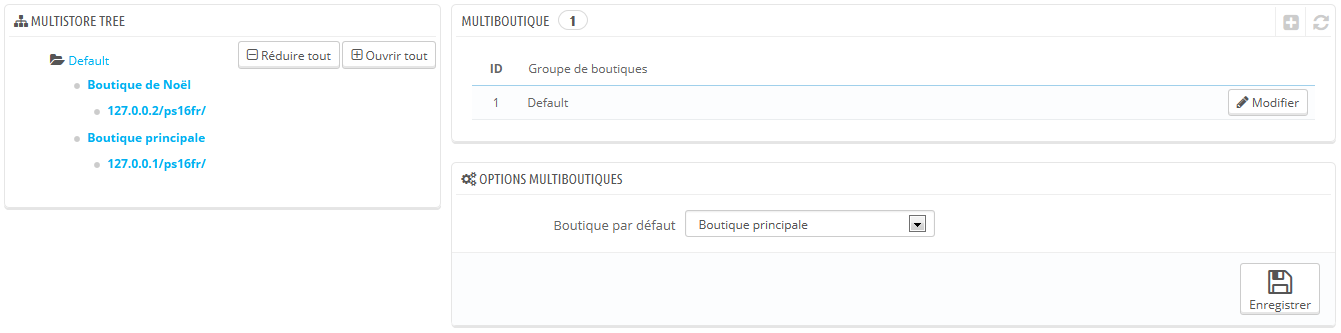 MULTISTORE TREE
Réduire tout
Ouvrir tout
Default
Boutique de Noël
127.0.0.2/ps16fr/
Boutique principale
127.0.0.1/ps16fr/
MULTIBOUTIQUE 1
ID Groupe de boutiques
1 Default Modifier
OPTIONS MULTIBOUTIQUES
Boutique par défaut Boutique principale
Enregistrer